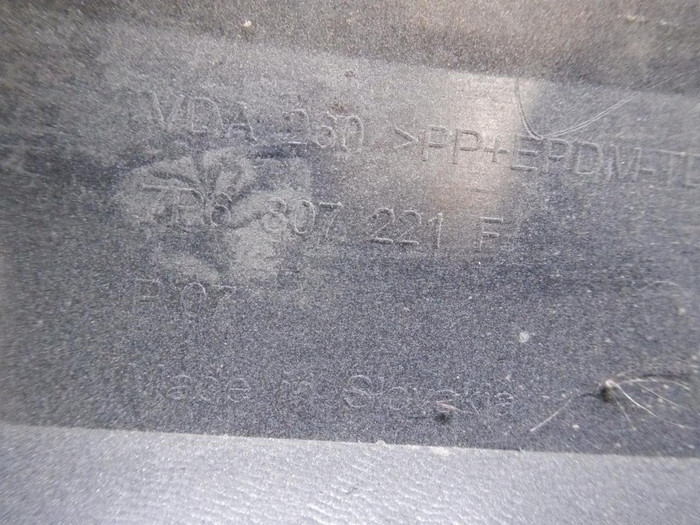 VDA 260 >PP+EPDM-T
7P6 807 221 F
Made in Slovakia